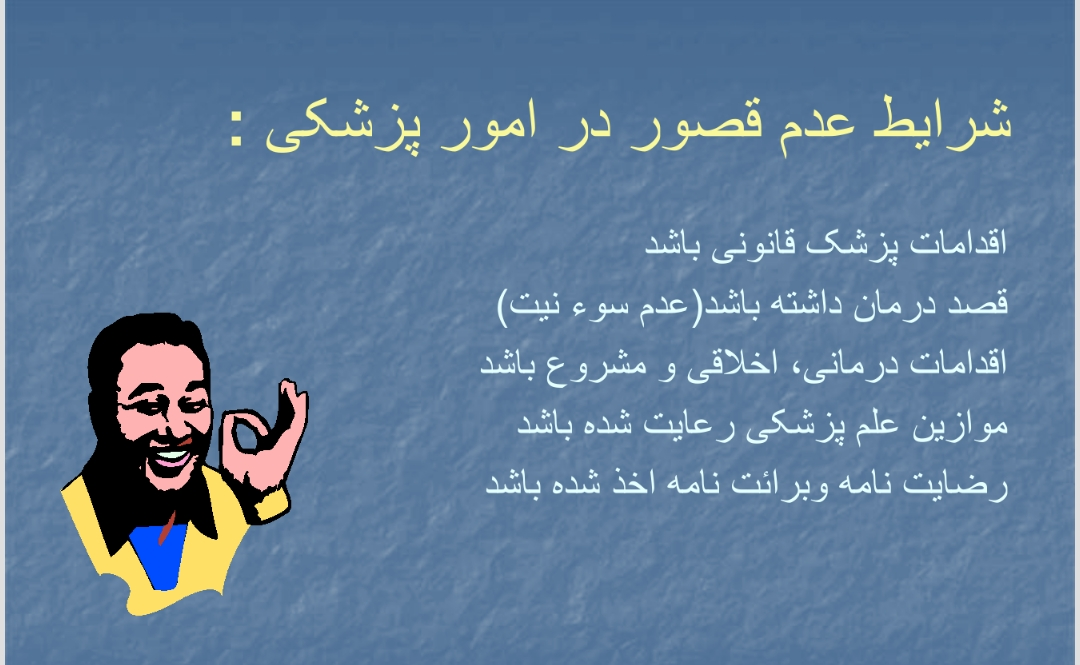 شرایط عدم قصور در امور پزشکی :
اقدامات پزشک قانونی باشد
قصد درمان داشته باشد(عدم سوء نیت)
اقدامات درمانی، اخلاقی و مشروع باشد
موازین علم پزشکی رعایت شده باشد
رضایت نامه وبرائت نامه اخذ شده باشد